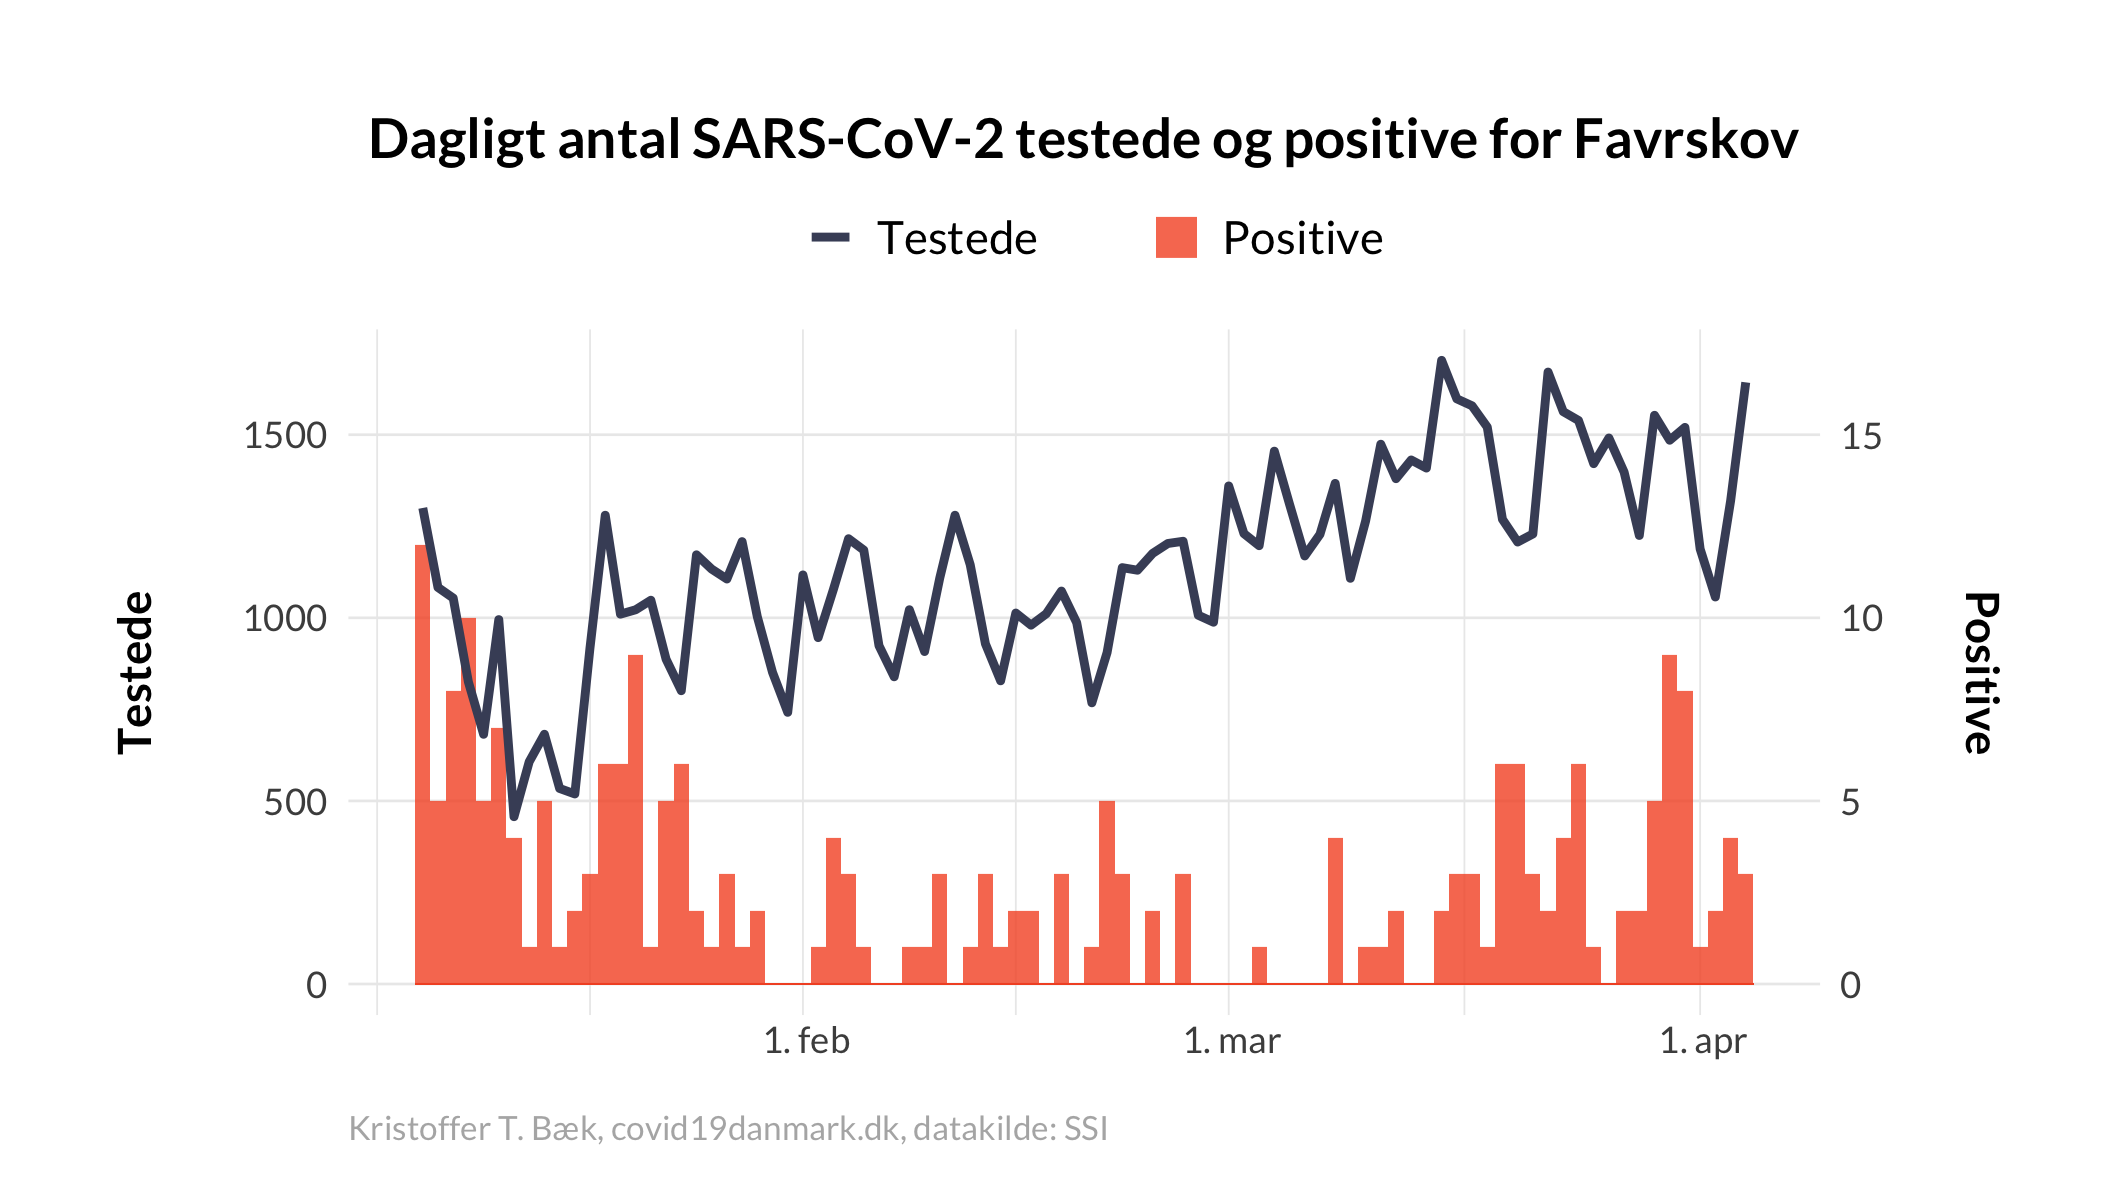 Dagligt antal SARS-CoV-2 testede og positive for Favrskov
Testede
Positive
Testede
1500
1000
500
0
15
10
5
0
Positive
1. feb
1. mar
1. apr
Kristoffer T. Bæk, covid19danmark.dk, datakilde: SSI